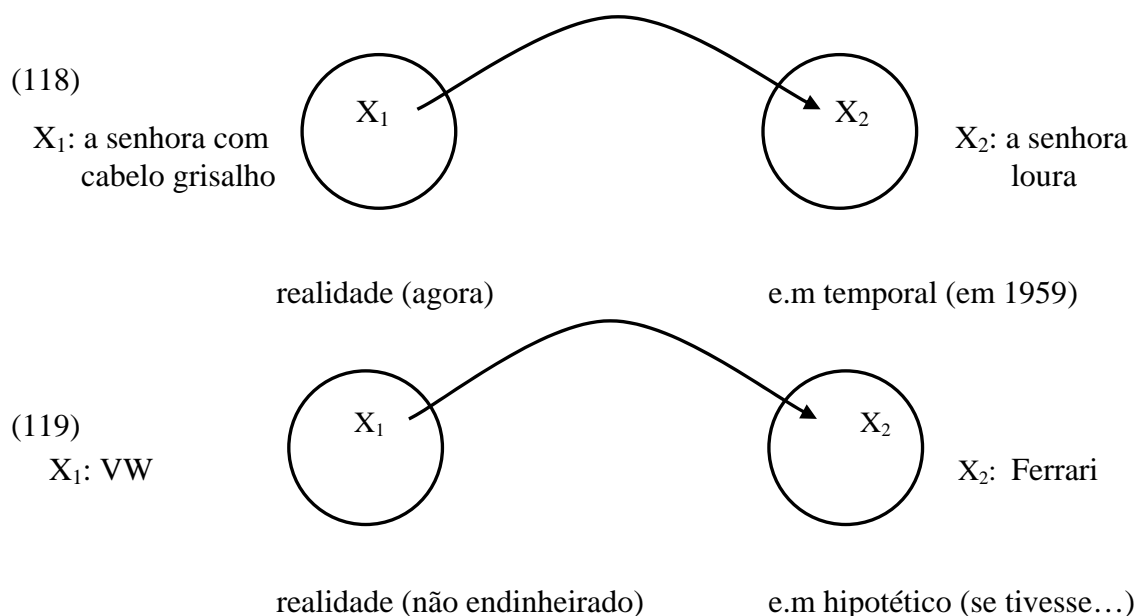 (118)
X₁
X₂
X₁: a senhora com
cabelo grisalho
X₂: a senhora
loura
realidade (agora)
e.m temporal (em 1959)
(119)
X₁
X₂
X₁: VW
X₂: Ferrari
realidade (não endinheirado)
e.m hipotético (se tivesse…)